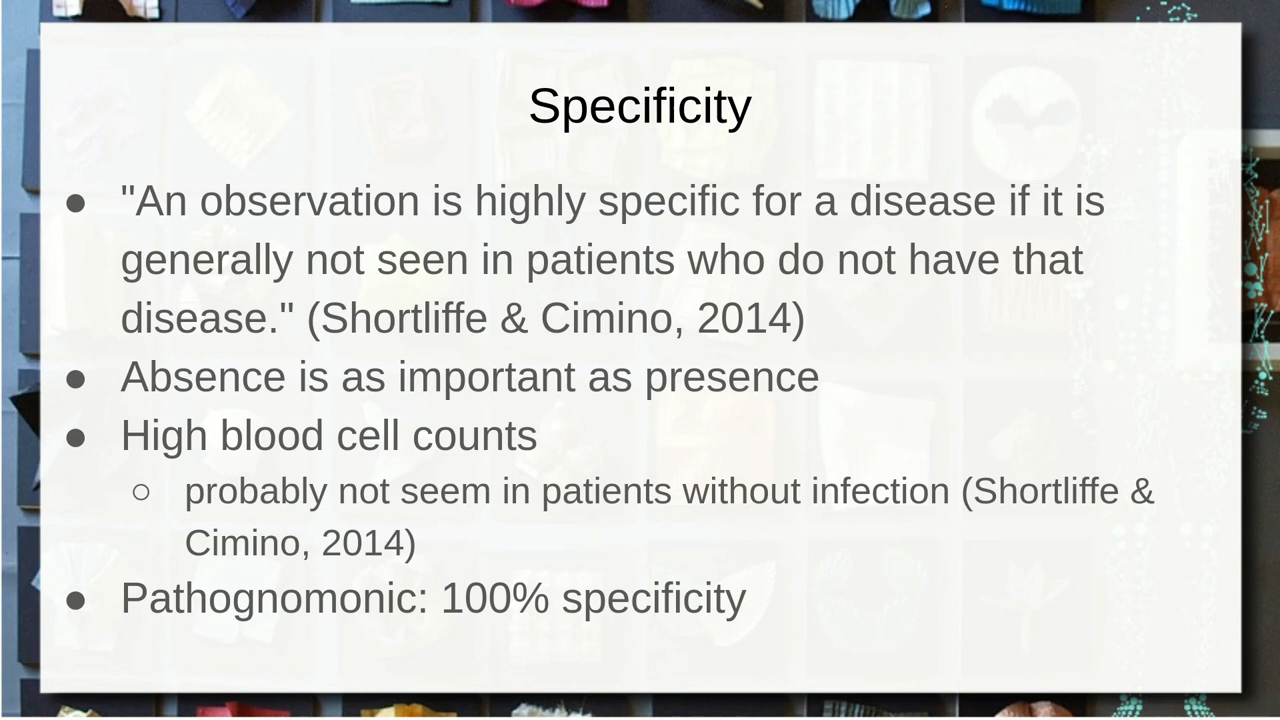 Specificity
● "An observation is highly specific for a disease if it is
generally not seen in patients who do not have that
disease." (Shortliffe & Cimino, 2014)
● Absence is as important as presence
● High blood cell counts
○ probably not seem in patients without infection (Shortliffe &
Cimino, 2014)
● Pathognomonic: 100% specificity